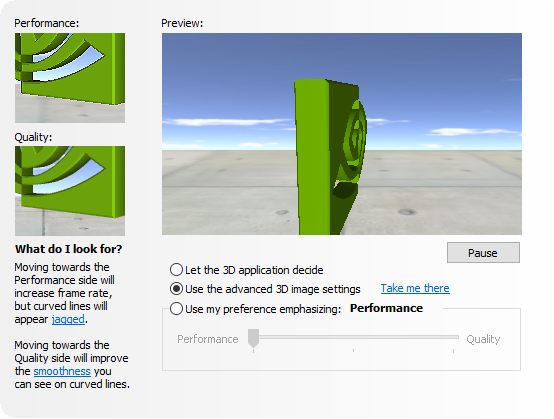 Performance:
Preview:
Quality:
What do I look for?
Moving towards the
Performance side will
increase frame rate,
but curved lines will
appear jagged.
Moving towards the
Quality side will improve
the smoothness you
can see on curved lines.
Pause
Let the 3D application decide
Use the advanced 3D image settings Take me there
Use my preference emphasizing: Performance
Performance Quality